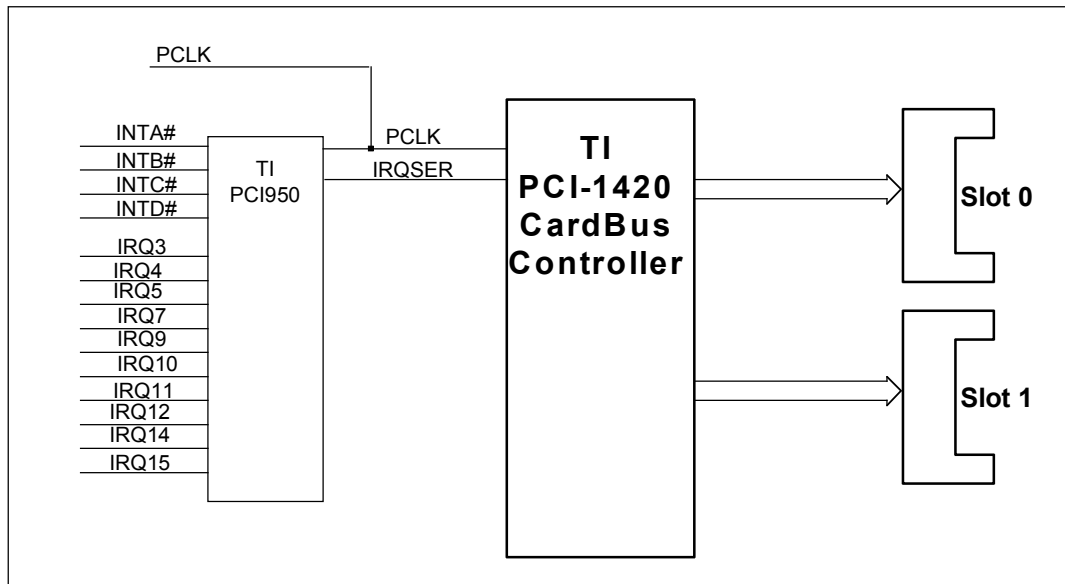 PCLK
INTA#
INTB#
INTC#
INTD#
IRQ3
IRQ4
IRQ5
IRQ7
IRQ9
IRQ10
IRQ11
IRQ12
IRQ14
IRQ15
TI
PCI950
PCLK
IRQSER
TI
PCI-1420
CardBus
Controller
Slot 0
Slot 1